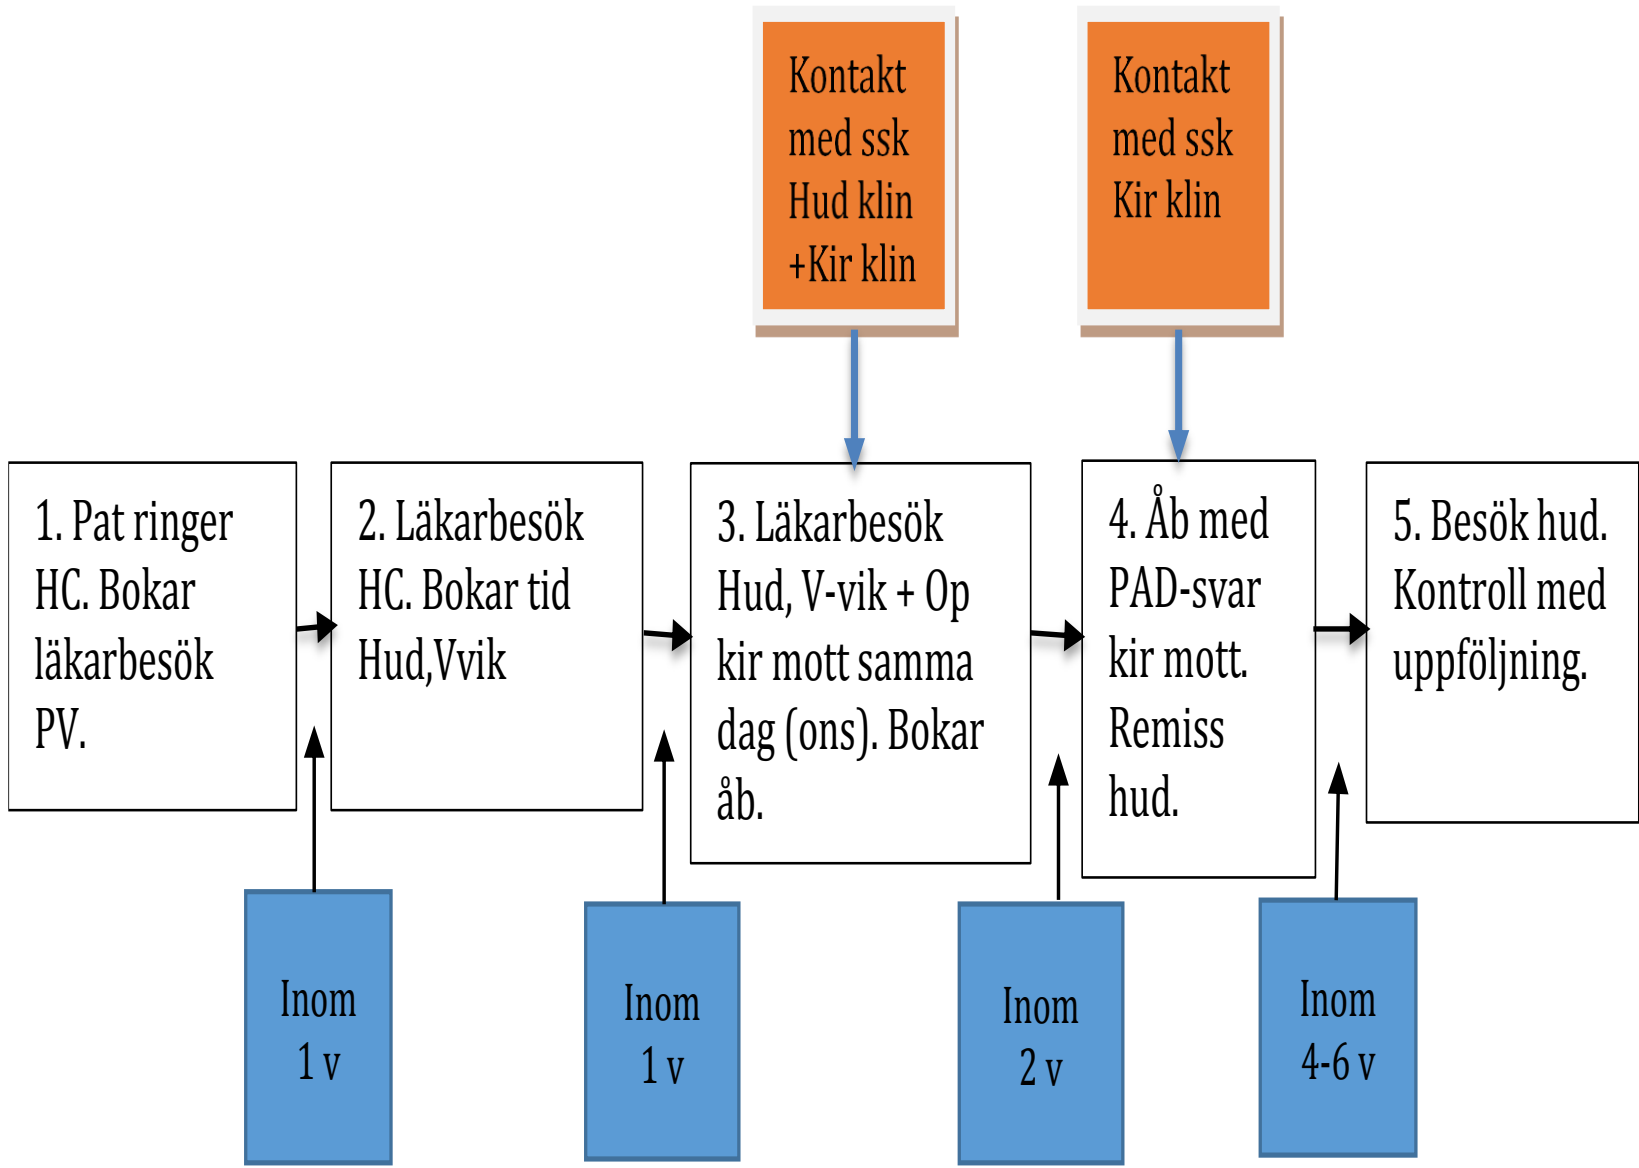 Kontakt
med ssk
Hud klin
+Kir klin
Kontakt
med ssk
Kir klin
1. Pat ringer
HC. Bokar
läkarbesök
PV.
2. Läkarbesök
HC. Bokar tid
Hud,Vvik
3. Läkarbesök
Hud, V-vik + Op
kir mott samma
dag (ons). Bokar
åb.
4. Åb med
PAD-svar
kir mott.
Remiss
hud.
5. Besök hud.
Kontroll med
uppföljning.
Inom
1 v
Inom
1 v
Inom
2 v
Inom
4-6 v